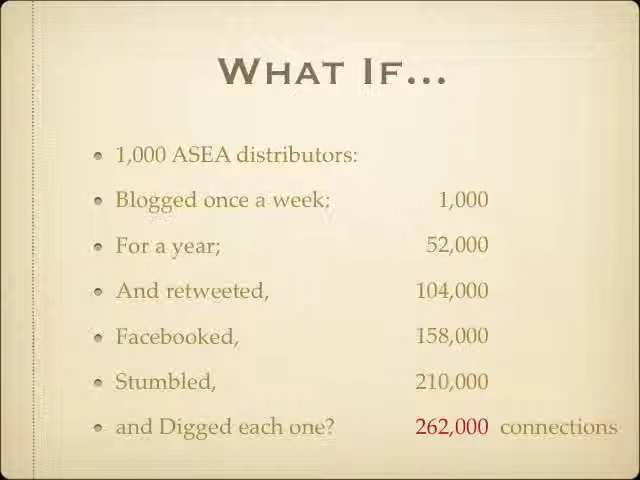 WHAT IF...
• 1,000 ASEA distributors:
• Blogged once a week; 1,000
• For a year; 52,000
• And retweeted, 104,000
• Facebooked, 158,000
• Stumbled, 210,000
• and Digged each one? 262,000 connections